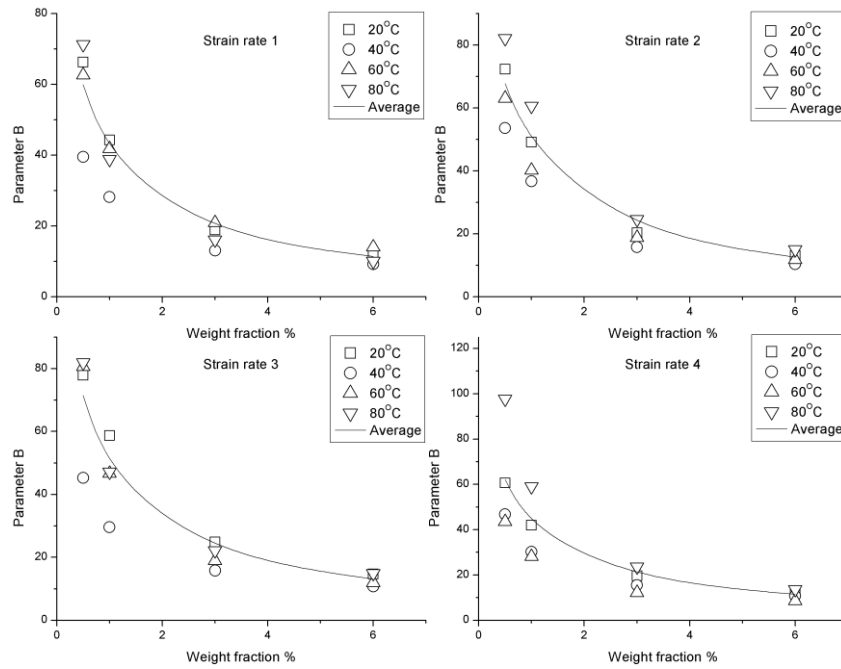 Strain rate 1
20°C
40°C
60°C
80°C
Average
Parameter B
80
60
40
20
0
0
2
4
6
Weight fraction %
Strain rate 2
20°C
40°C
60°C
80°C
Average
Parameter B
80
60
40
20
0
0
2
4
6
Weight fraction %
Strain rate 3
20°C
40°C
60°C
80°C
Average
Parameter B
80
60
40
20
0
0
2
4
6
Weight fraction %
Strain rate 4
20°C
40°C
60°C
80°C
Average
Parameter B
120
100
80
60
40
20
0
0
2
4
6
Weight fraction %